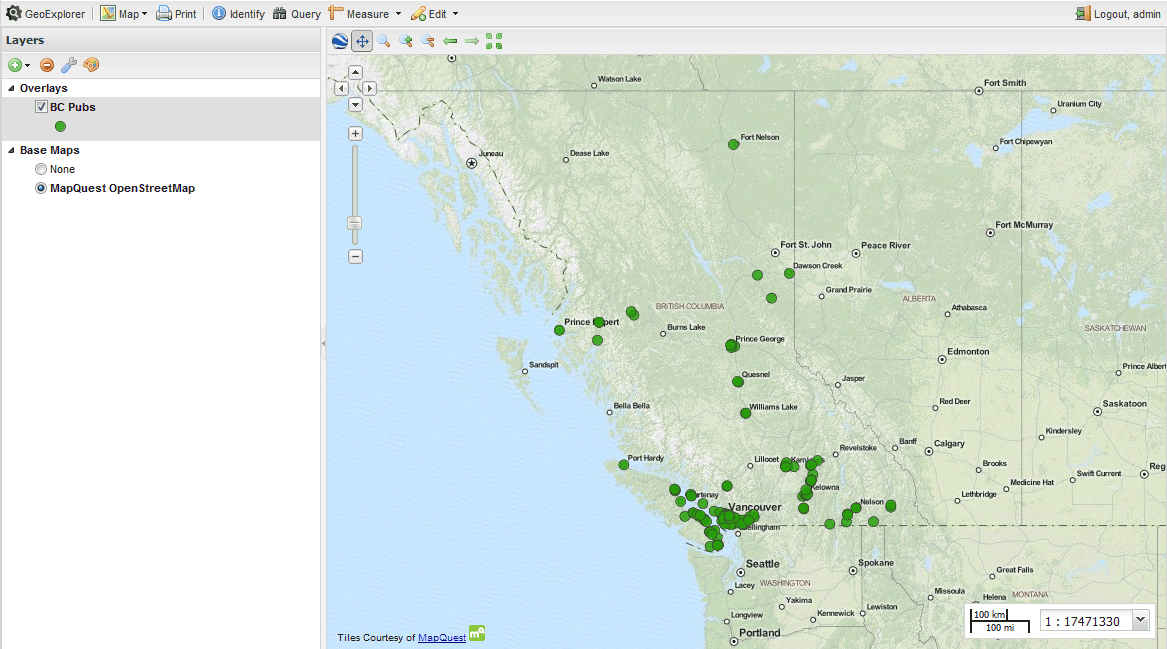 GeoExplorer Map Print Identify Query Measure Edit Logout, admin
Layers
Overlays
BC Pubs
Base Maps
None
MapQuest OpenStreetMap
Watson Lake
Fort Smith
Uranium City
Fort Nelson
Fort Chipewyan
Juneau
Dease Lake
Fort McMurray
Fort St. John
Peace River
Dawson Creek
Grand Prairie
BRITISH COLUMBIA
ALBERTA
Athabasca
Prince
Burns Lake
SASKATCHEWAN
Prince George
Edmonton
Sandspit
Quesnel
Jasper
Prince Albert
Bella Bella
Williams Lake
Red Deer
Saskatoon
Kindersley
Revelstoke
Banff
Calgary
Port Hardy
Lillooet
Brooks
Swift Current
Reg
Kelowna
Medicine Hat
Lethbridge
Nelson
Vancouver
Seattle
Spokane
Great Falls
Lacey
WASHINGTON
Missoula
Helena
MONTANA
Yakima
Longview
Kennewick
Lewiston
Portland
100 km
100 mi
1 : 17471330
Tiles Courtesy of MapQuest